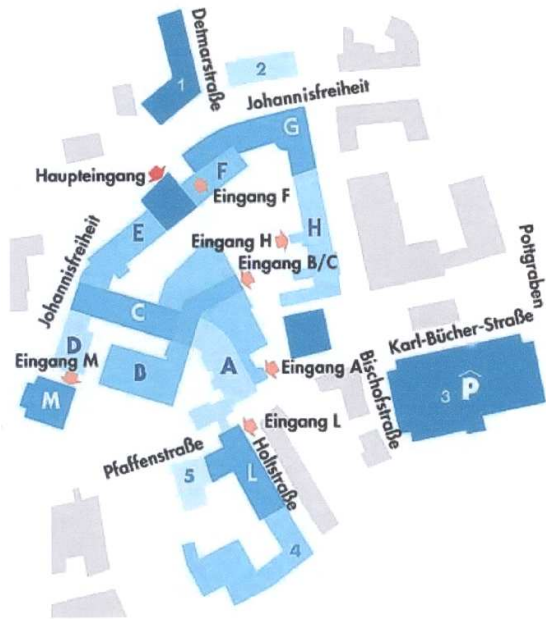 Detmarstraße
1
2
Johannisfreiheit
G
Haupteingang
F
Eingang F
H
E
Eingang H
Eingang B/C
Johannisfreiheit
Pottgraben
C
Karl-Bücher-Straße
D
Eingang M
B
A
Eingang A
Bischofstraße
3 P
M
Eingang L
Pfaffenstraße
Holtstraße
5
L
4